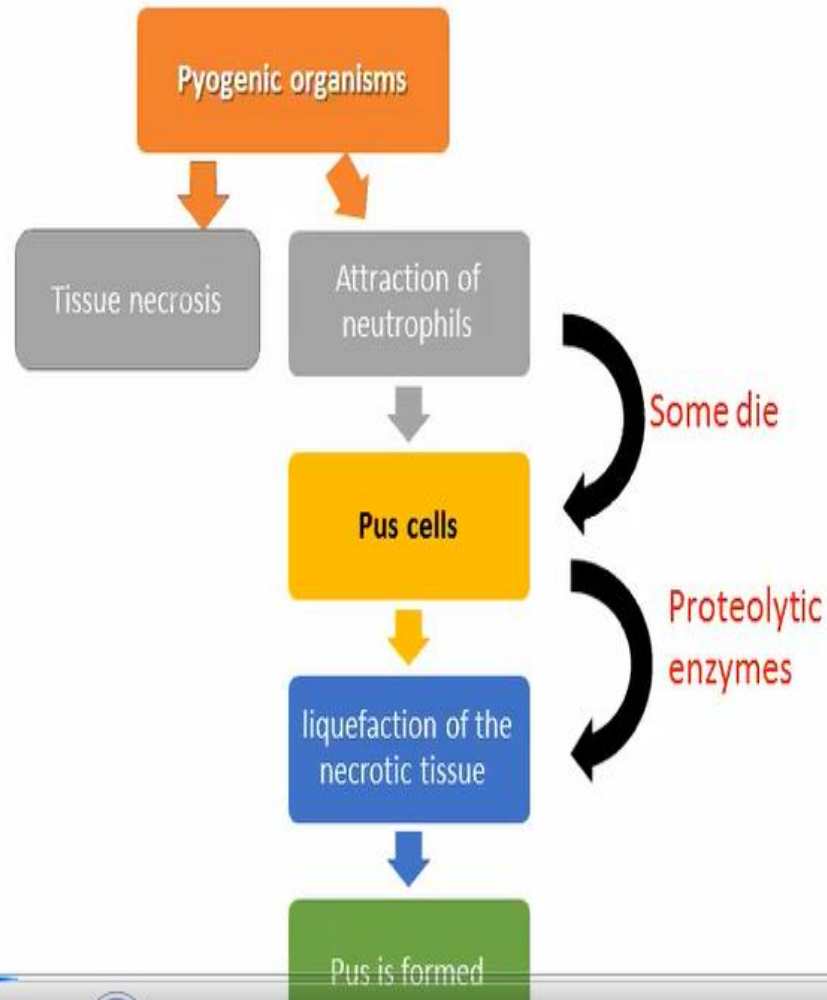 Pyogenic organisms
Tissue necrosis
Attraction of
neutrophils
Some die
Pus cells
Proteolytic
enzymes
liquefaction of the
necrotic tissue
Pus is formed